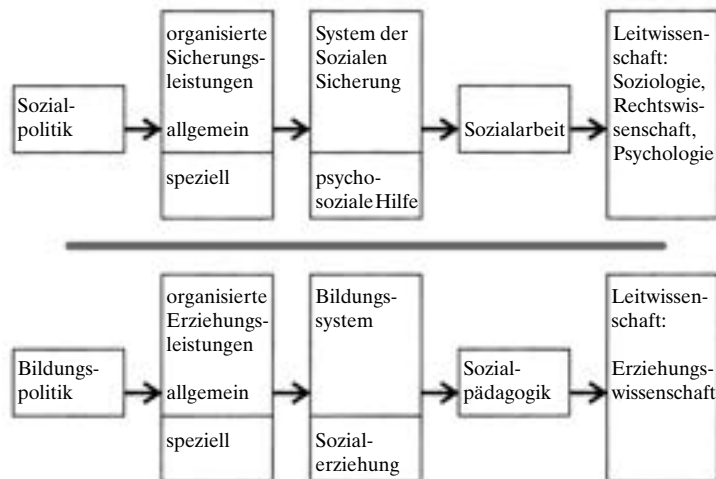 Sozial-
politik
organisierte
Sicherungs-
leistungen
allgemein
speziell
System der
Sozialen
Sicherung
psycho-
soziale Hilfe
Sozialarbeit
Leitwissen-
schaft:
Soziologie,
Rechtswis-
senschaft,
Psychologie
Bildungs-
politik
organisierte
Erziehungs-
leistungen
allgemein
speziell
Bildungs-
system
Sozial-
erziehung
Sozial-
pädagogik
Leitwissen-
schaft:
Erziehungs-
wissenschaft